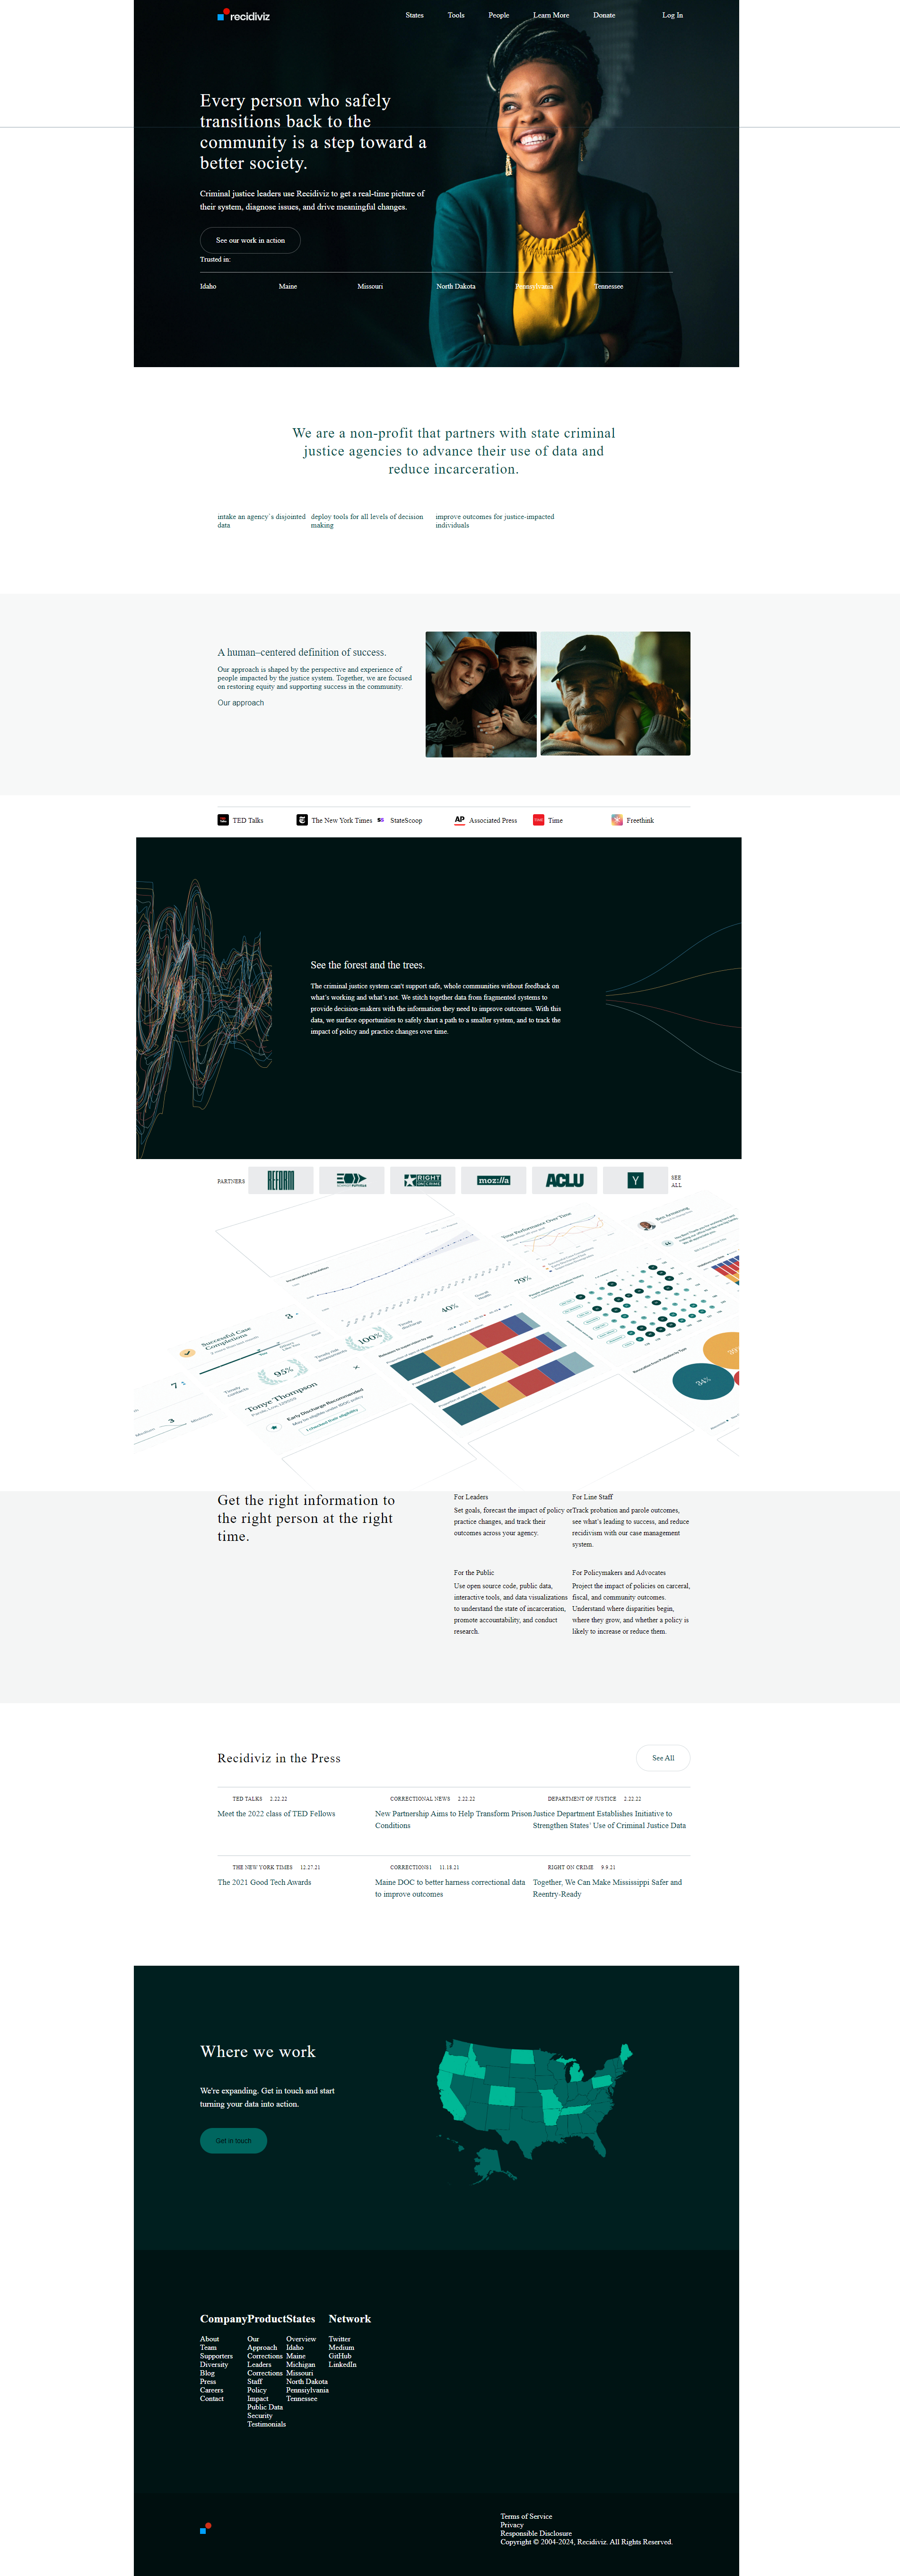 recidiviz
States Tools People Learn More Donate Log In
Every person who safely
transitions back to the
community is a step toward a
better society.
Criminal justice leaders use Recidiviz to get a real-time picture of
their system, diagnose issues, and drive meaningful changes.
See our work in action
Trusted in:
Idaho Maine Missouri North Dakota Pennsylvania Tennessee
We are a non-profit that partners with state criminal
justice agencies to advance their use of data and
reduce incarceration.
intake an agency`s disjointed
data
deploy tools for all levels of decision
making
improve outcomes for justice-impacted
individuals
A human–centered definition of success.
Our approach is shaped by the perspective and experience of
people impacted by the justice system. Together, we are focused
on restoring equity and supporting success in the community.
Our approach
TED Talks The New York Times StateScoop Associated Press Time Freethink
See the forest and the trees.
The criminal justice system can't support safe, whole communities without feedback on
what’s working and what’s not. We stitch together data from fragmented systems to
provide decision-makers with the information they need to improve outcomes. With this
data, we surface opportunities to safely chart a path to a smaller system, and to track the
impact of policy and practice changes over time.
PARTNERS
REFORM
RIGHT ON CRIME
moz://a
ACLU
Y
SEE
ALL
Your Performance Over Time
Successful Case
Completions
3
7
3
95%
100%
40%
79%
Tonye Thompson
Early Discharge Recommended
34%
Get the right information to
the right person at the right
time.
For Leaders
Set goals, forecast the impact of policy or
practice changes, and track their
outcomes across your agency.
For Line Staff
Track probation and parole outcomes,
see what’s leading to success, and reduce
recidivism with our case management
system.
For the Public
Use open source code, public data,
interactive tools, and data visualizations
to understand the state of incarceration,
promote accountability, and conduct
research.
For Policymakers and Advocates
Project the impact of policies on carceral,
fiscal, and community outcomes.
Understand where disparities begin,
where they grow, and whether a policy is
likely to increase or reduce them.
Recidiviz in the Press
See All
TED TALKS 2.22.22
Meet the 2022 class of TED Fellows
CORRECTIONAL NEWS 2.22.22
New Partnership Aims to Help Transform Prison
Conditions
DEPARTMENT OF JUSTICE 2.22.22
Justice Department Establishes Initiative to
Strengthen States’ Use of Criminal Justice Data
THE NEW YORK TIMES 12.27.21
The 2021 Good Tech Awards
CORRECTIONS1 11.18.21
Maine DOC to better harness correctional data
to improve outcomes
RIGHT ON CRIME 9.9.21
Together, We Can Make Mississippi Safer and
Reentry-Ready
Where we work
We're expanding. Get in touch and start
turning your data into action.
Get in touch
Company
About
Team
Supporters
Diversity
Blog
Press
Careers
Contact
Product
Our
Approach
Corrections
Leaders
Corrections
Staff
Policy
Impact
Public Data
Security
Testimonials
States
Overview
Idaho
Maine
Michigan
Missouri
North Dakota
Pennsiylvania
Tennessee
Network
Twitter
Medium
GitHub
LinkedIn
Terms of Service
Privacy
Responsible Disclosure
Copyright © 2004-2024, Recidiviz. All Rights Reserved.